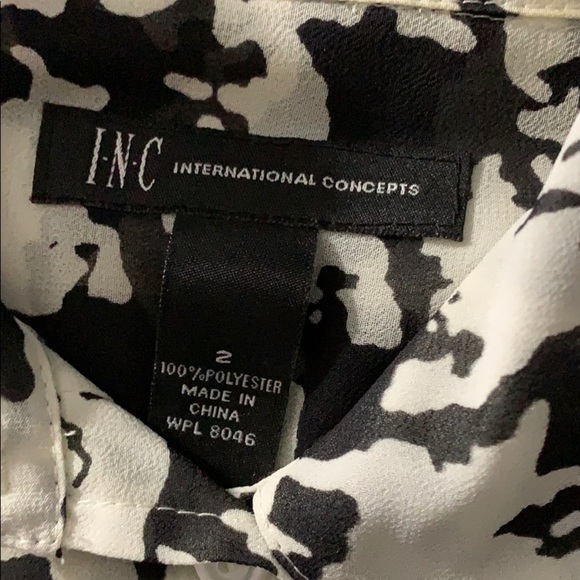 I·N·C INTERNATIONAL CONCEPTS
2
100%POLYESTER
MADE IN
CHINA
WPL 8046